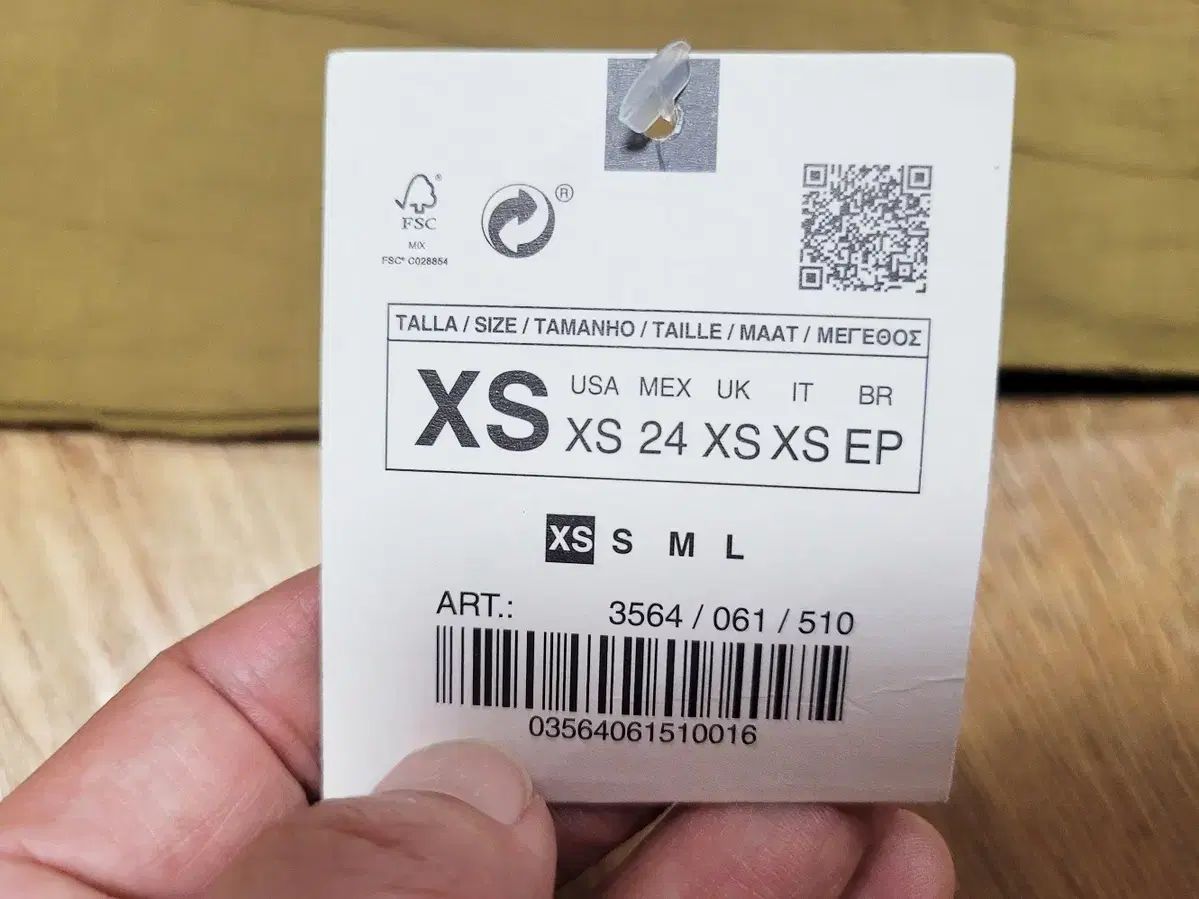 FSC®
MIX
FSC® C028854
®
TALLA / SIZE / TAMANHO / TAILLE / MAAT / ΜΕΓΕΘΟΣ
USA MEX UK IT BR
XS XS 24 XS XS EP
XS S M L
ART.: 3564 / 061 / 510
03564061510016